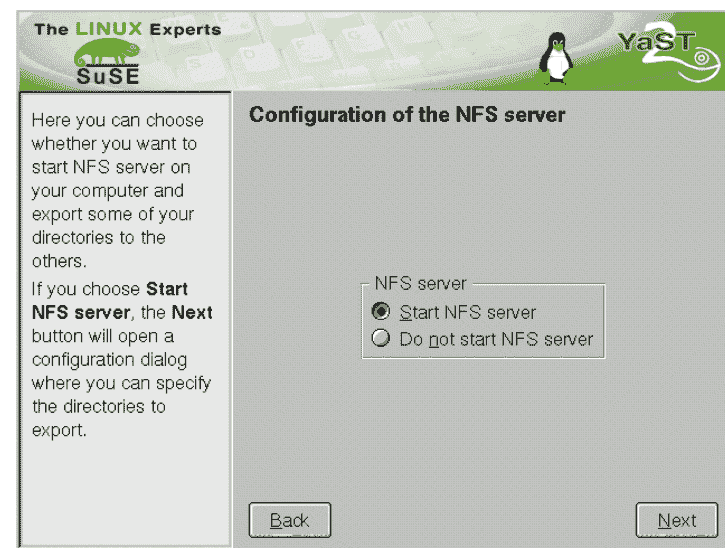 The LINUX Experts
SuSE
YaST
2
Here you can choose
whether you want to
start NFS server on
your computer and
export some of your
directories to the
others.
If you choose Start
NFS server, the Next
button will open a
configuration dialog
where you can specify
the directories to
export.
Configuration of the NFS server
NFS server
Start NFS server
Do not start NFS server
Back
Next